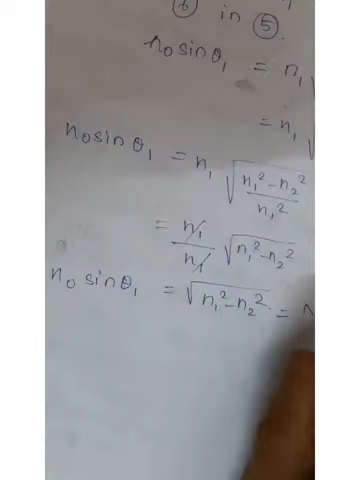 ⑥ in ⑤.
n₀ sin θ₁ = n₁ √
= n₁ √
n₀ sin θ₁ = n₁ √((n₁² - n₂²)/n₁²)
= n₁/n₁ √(n₁² - n₂²)
n₀ sin θ₁ = √(n₁² - n₂²) =